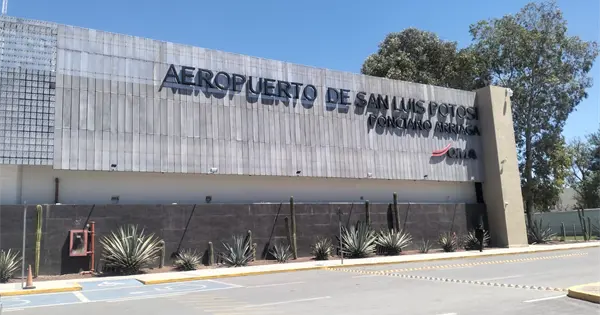 AEROPUERTO DE SAN LUIS POTOSÍ
PONCIANO ARRIAGA
OMA